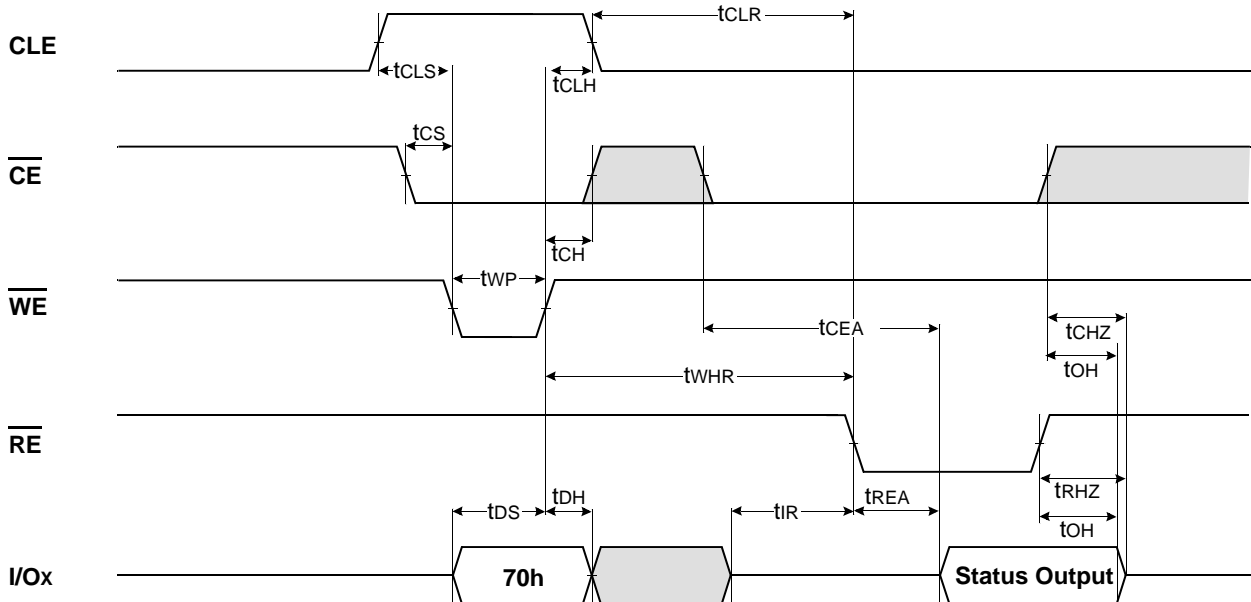 tCLR
CLE
tCLS
tCLH
tCS
CE
tCH
tWP
WE
tCEA
tCHZ
tOH
tWHR
RE
tDH
tREA
tRHZ
tDS
tIR
tOH
I/Ox
70h
Status Output